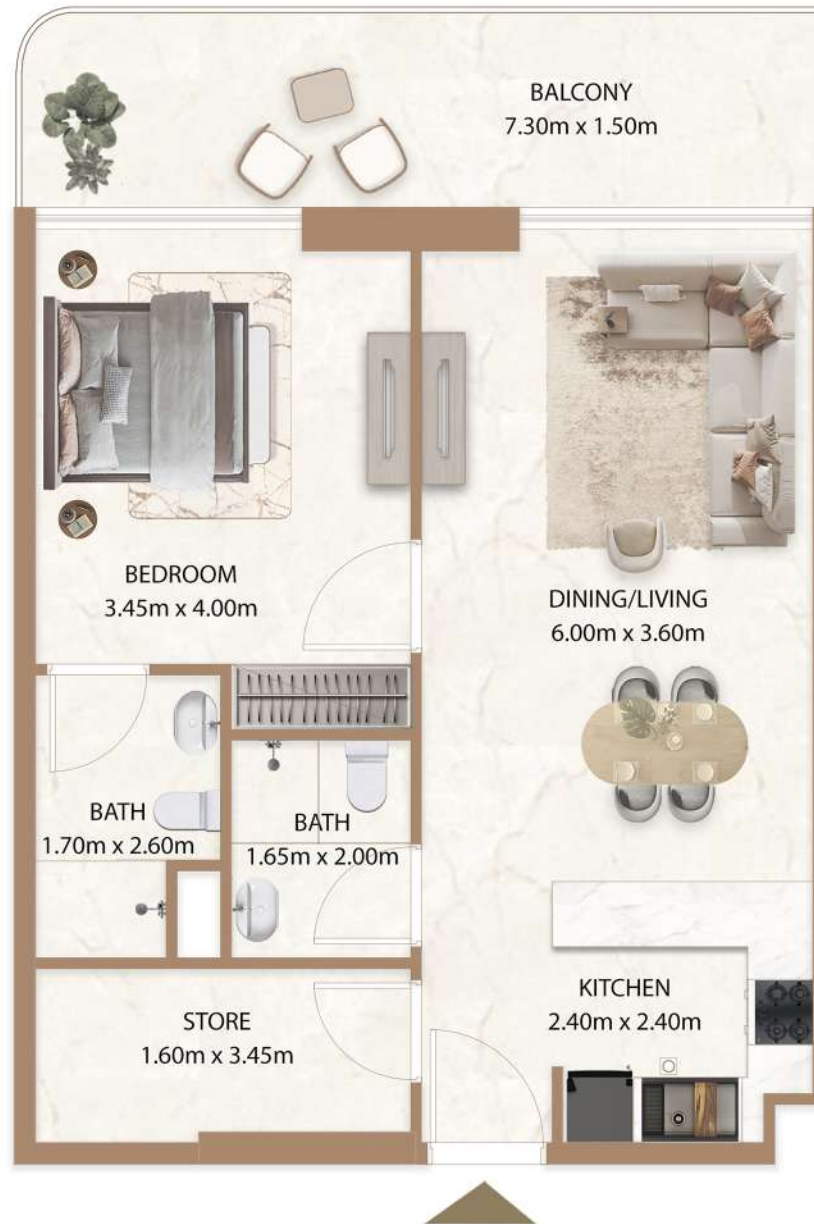 BALCONY
7.30m x 1.50m
BEDROOM
3.45m x 4.00m
DINING/LIVING
6.00m x 3.60m
BATH
1.70m x 2.60m
BATH
1.65m x 2.00m
KITCHEN
2.40m x 2.40m
STORE
1.60m x 3.45m